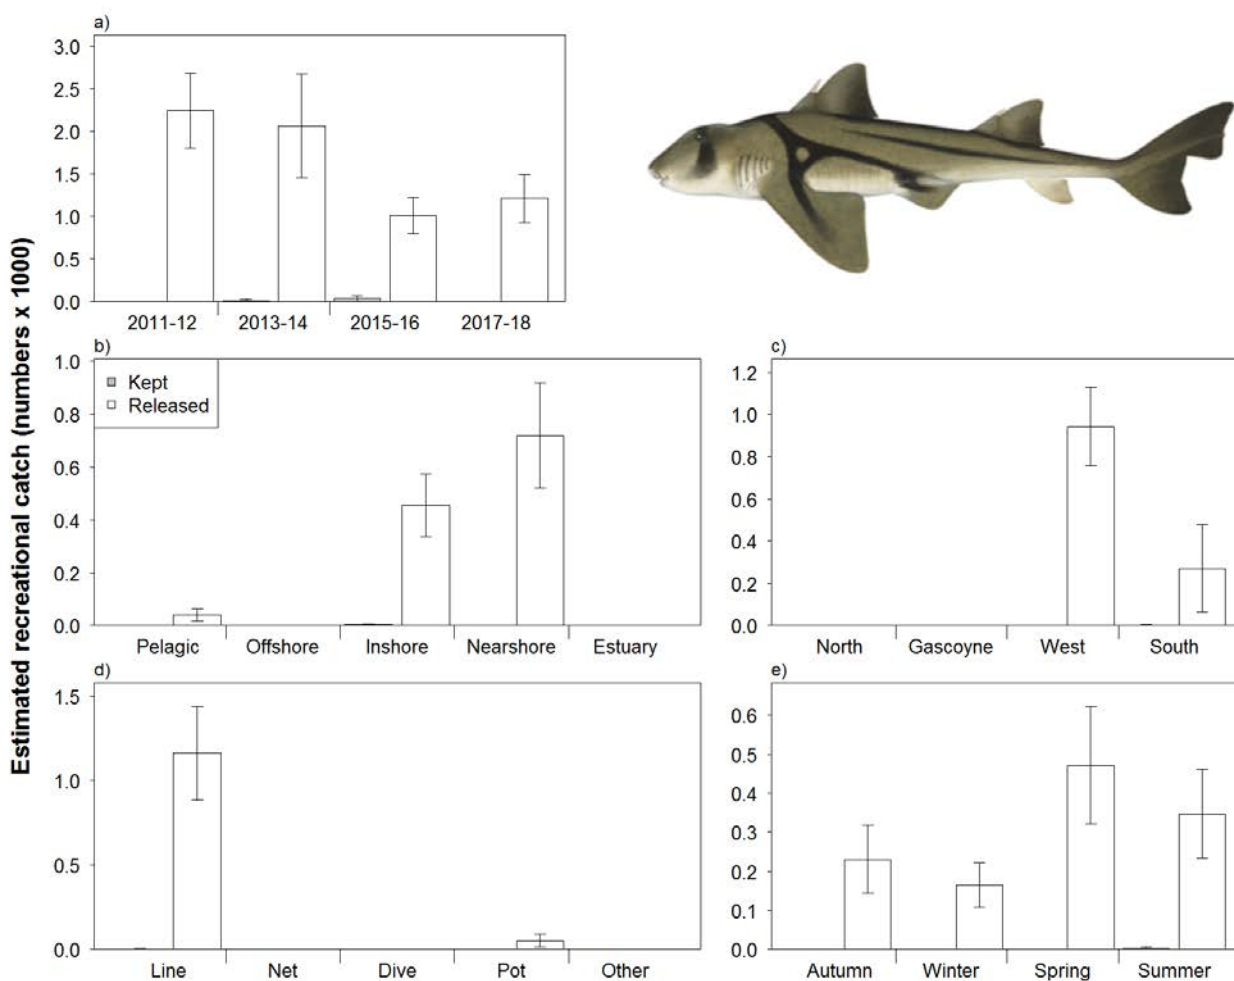 a)
3.0
2.5
2.0
1.5
1.0
0.5
0.0
2011-12 2013-14 2015-16 2017-18
Estimated recreational catch (numbers x 1000)
b)
1.0
0.8
0.6
0.4
0.2
0.0
Kept
Released
Pelagic Offshore Inshore Nearshore Estuary
c)
1.2
1.0
0.8
0.6
0.4
0.2
0.0
North Gascoyne West South
d)
1.5
1.0
0.5
0.0
Line Net Dive Pot Other
e)
0.6
0.5
0.4
0.3
0.2
0.1
0.0
Autumn Winter Spring Summer